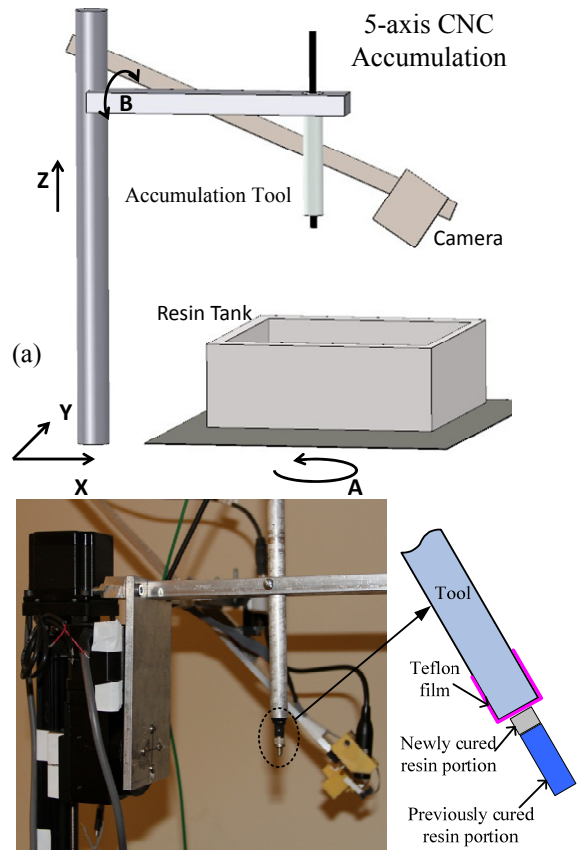 5-axis CNC
Accumulation
B
Z
Accumulation Tool
Camera
Resin Tank
(a)
Y
X
A
Tool
Teflon
film
Newly cured
resin portion
Previously cured
resin portion